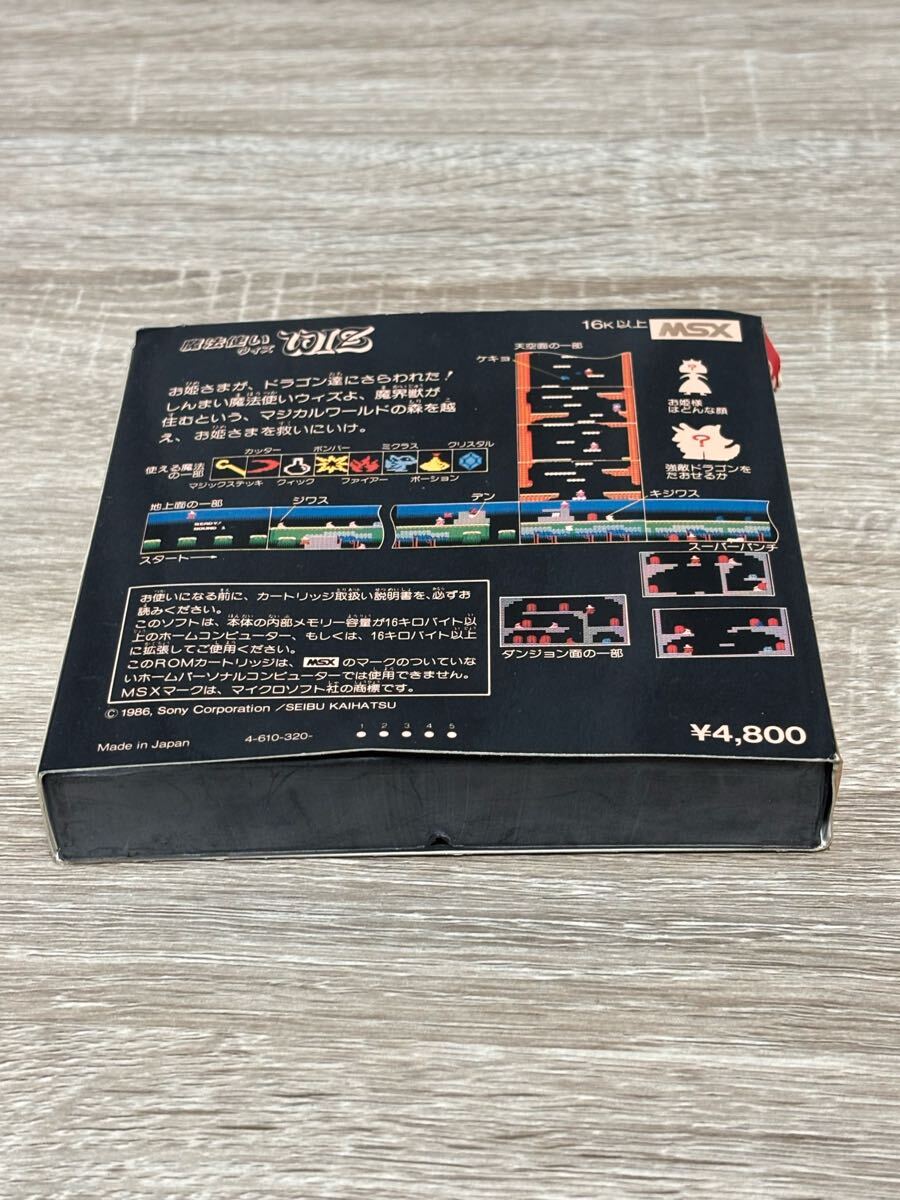 魔法使い ウィズ WIZ
16K以上 MSX
お姫さまが、ドラゴン達にさらわれた!
しんまい魔法使いウィズよ、魔界獣が
住むという、マジカルワールドの森を越
え、お姫さまを救いにいけ。
使える魔法
の一部
カッター ボンバー ミクラス クリスタル
マジックステッキ クィック ファイアー ポーション
天空面の一部
ケキョ
お姫様
はどんな顔
?
強敵ドラゴンを
たおせるか
地上面の一部
ジワス
テン
キジワス
READY!
ROUND 1
スタート→
スーパーパンチ
ダンジョン面の一部
お使いになる前に、カートリッジ取扱い説明書を、必ずお
読みください。
このソフトは、本体の内部メモリー容量が16キロバイト以
上のホームコンピューター、もしくは、16キロバイト以上
に拡張してご使用ください。
このROMカートリッジは、MSXのマークのついていな
いホームパーソナルコンピューターでは使用できません。
MSXマークは、マイクロソフト社の商標です。
© 1986, Sony Corporation / SEIBU KAIHATSU
Made in Japan 4-610-320- 1 2 3 4 5
¥4,800